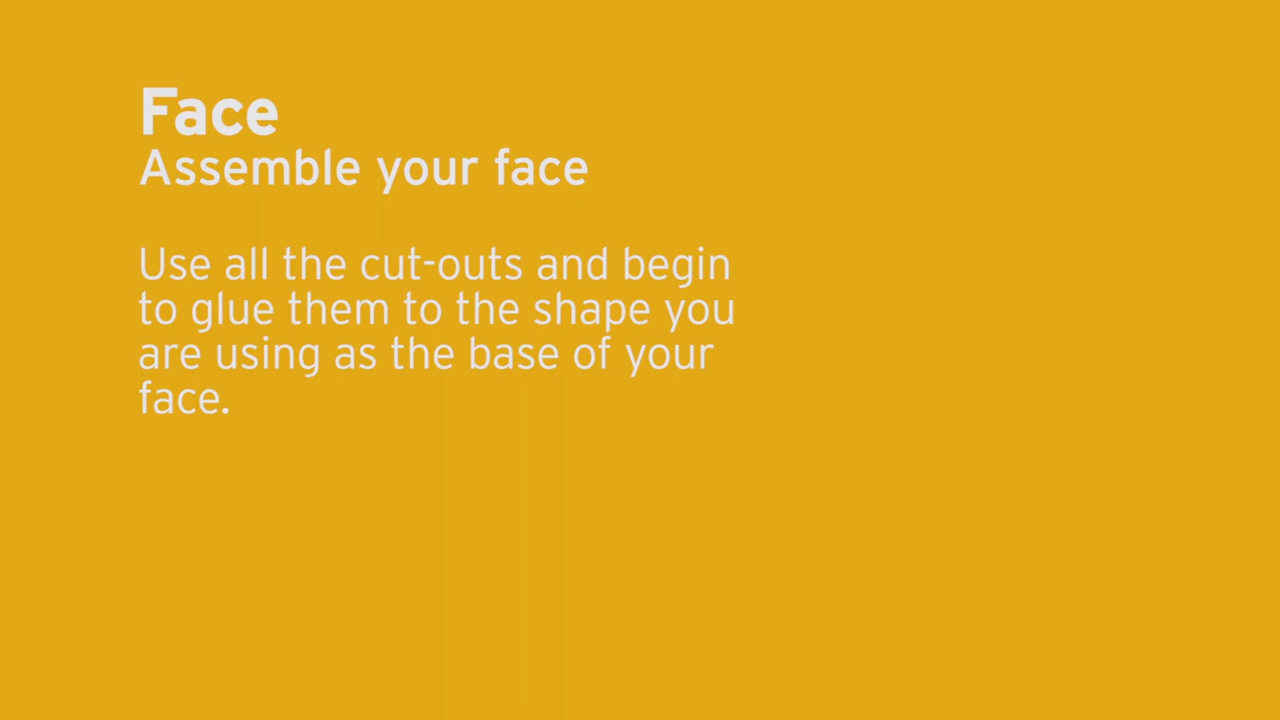 Face
Assemble your face
Use all the cut-outs and begin
to glue them to the shape you
are using as the base of your
face.